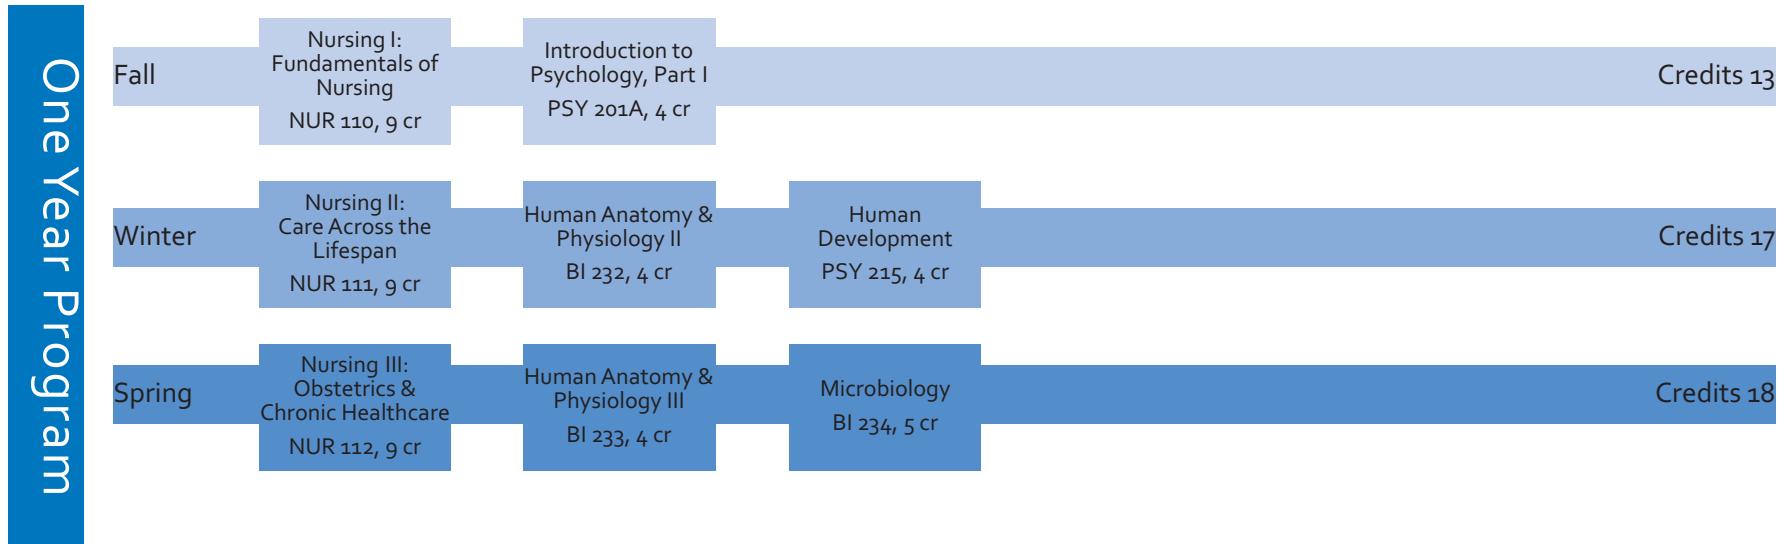 One Year Program
Fall
Nursing I:
Fundamentals of
Nursing
NUR 110, 9 cr
Introduction to
Psychology, Part I
PSY 201A, 4 cr
Credits 13
Winter
Nursing II:
Care Across the
Lifespan
NUR 111, 9 cr
Human Anatomy &
Physiology II
BI 232, 4 cr
Human
Development
PSY 215, 4 cr
Credits 17
Spring
Nursing III:
Obstetrics &
Chronic Healthcare
NUR 112, 9 cr
Human Anatomy &
Physiology III
BI 233, 4 cr
Microbiology
BI 234, 5 cr
Credits 18